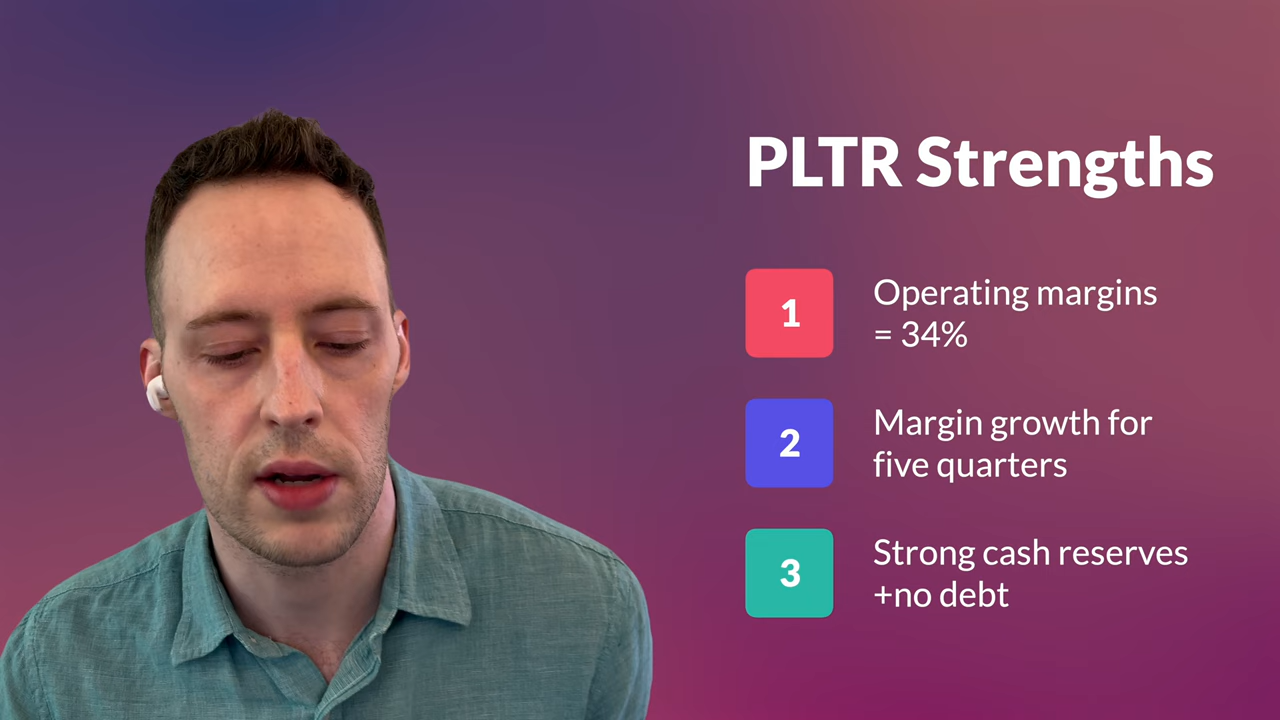 PLTR Strengths
1
Operating margins
= 34%
2
Margin growth for
five quarters
3
Strong cash reserves
+no debt